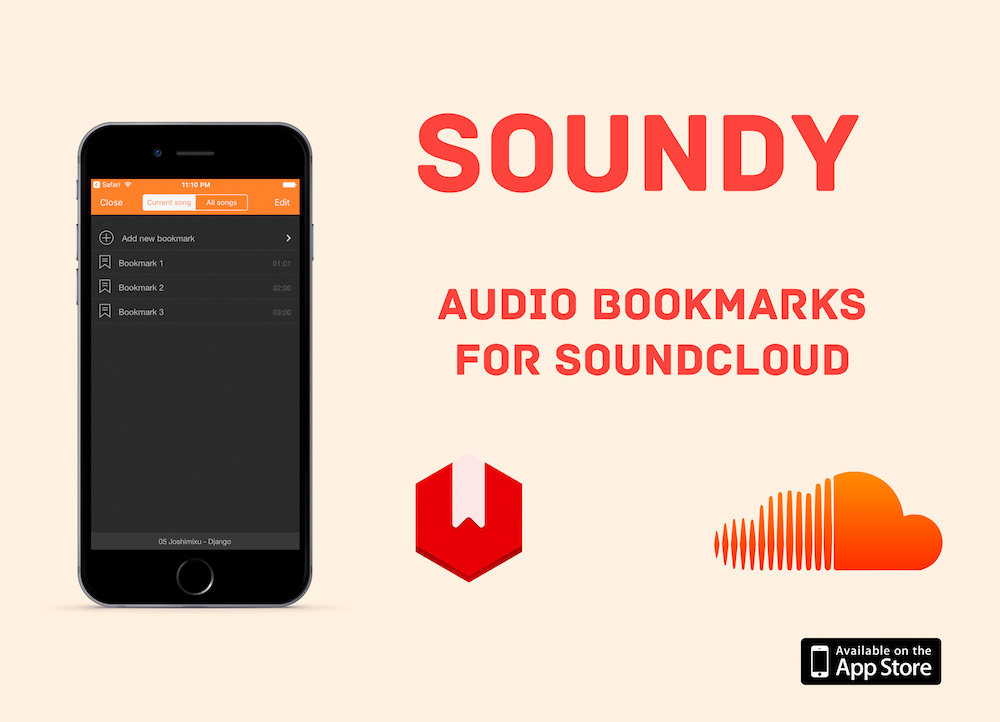 SOUNDY
AUDIO BOOKMARKS
FOR SOUNDCLOUD
Safari 11:10 PM
Close Current song All songs Edit
Add new bookmark
Bookmark 1 01:01
Bookmark 2 02:00
Bookmark 3 03:00
05 Joshimixu - Django
Available on the
App Store